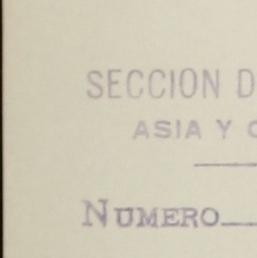 SECCION D
ASIA Y
NUMERO